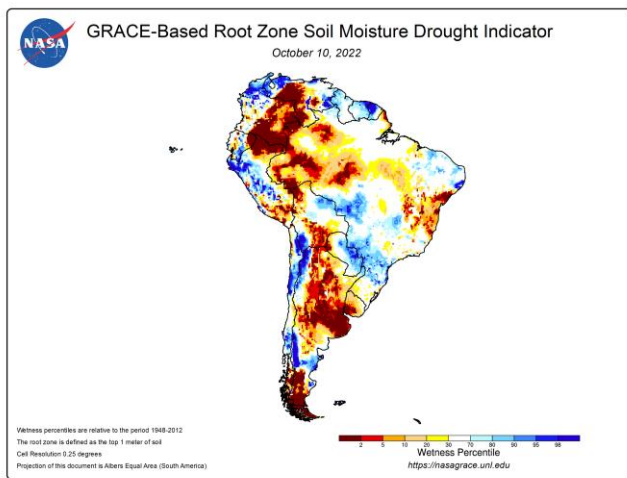 NASA
GRACE-Based Root Zone Soil Moisture Drought Indicator
October 10, 2022
Wetness percentiles are relative to the period 1948-2012
The root zone is defined as the top 1 meter of soil
Cell Resolution 0.25 degrees
Projection of this document is Albers Equal Area (South America)
2 5 10 20 30 70 80 90 95 98
Wetness Percentile
https://nasagrace.unl.edu